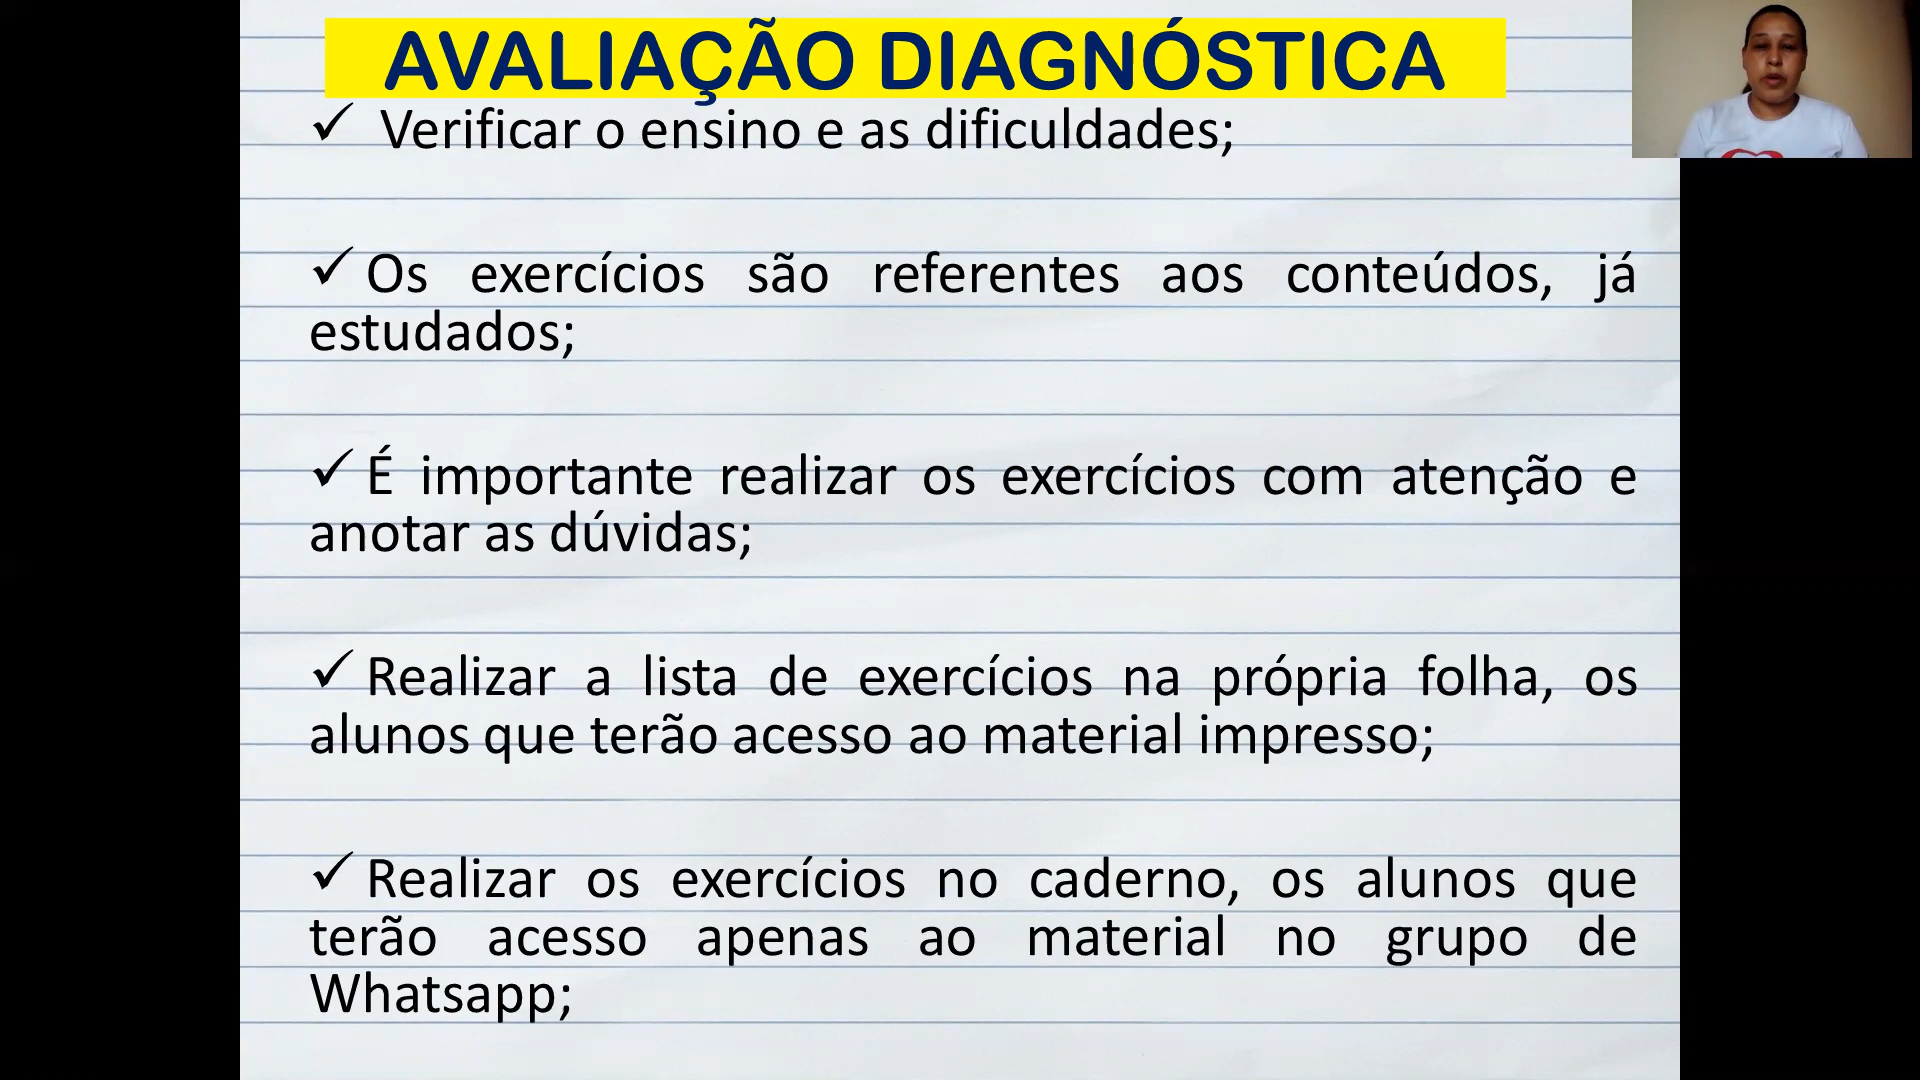 AVALIAÇÃO DIAGNÓSTICA
✓ Verificar o ensino e as dificuldades;
✓ Os exercícios são referentes aos conteúdos, já
estudados;
✓ É importante realizar os exercícios com atenção e
anotar as dúvidas;
✓ Realizar a lista de exercícios na própria folha, os
alunos que terão acesso ao material impresso;
✓ Realizar os exercícios no caderno, os alunos que
terão acesso apenas ao material no grupo de
Whatsapp;